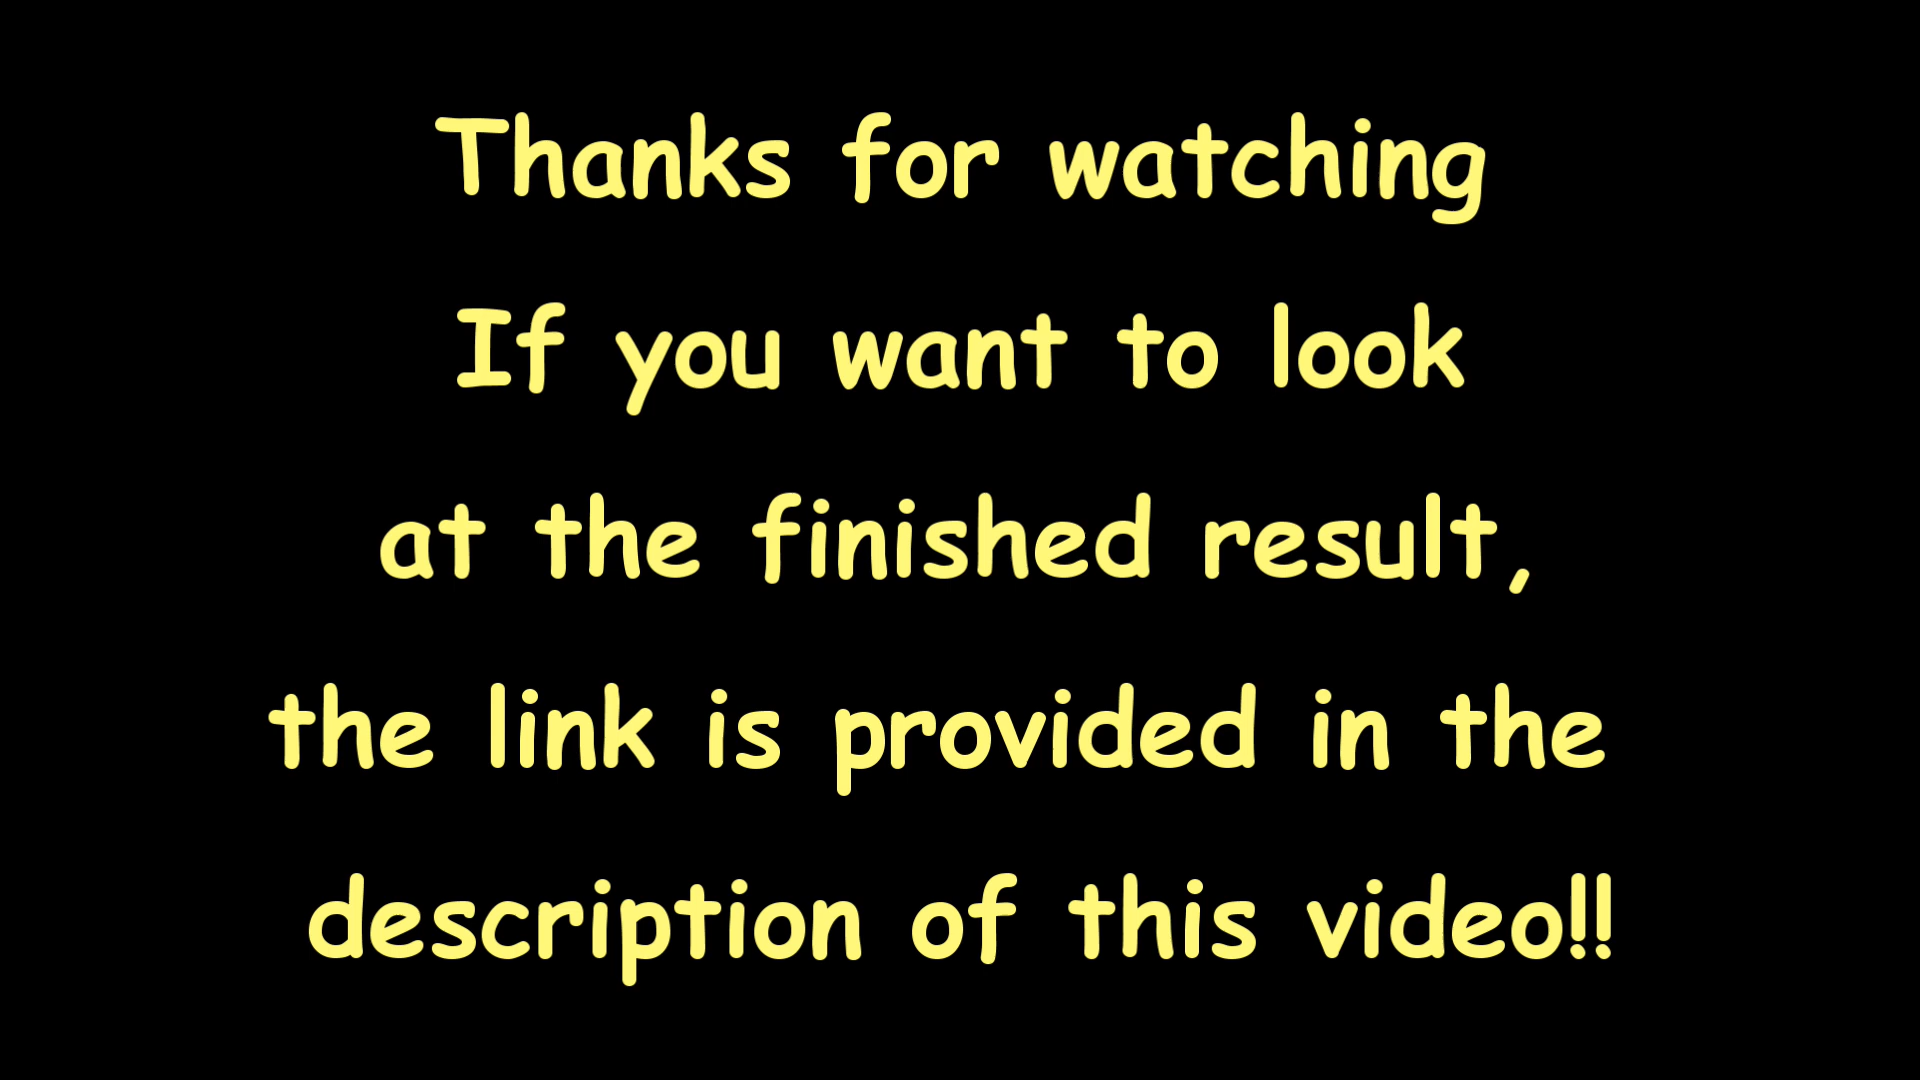 Thanks for watching
If you want to look
at the finished result,
the link is provided in the
description of this video!!